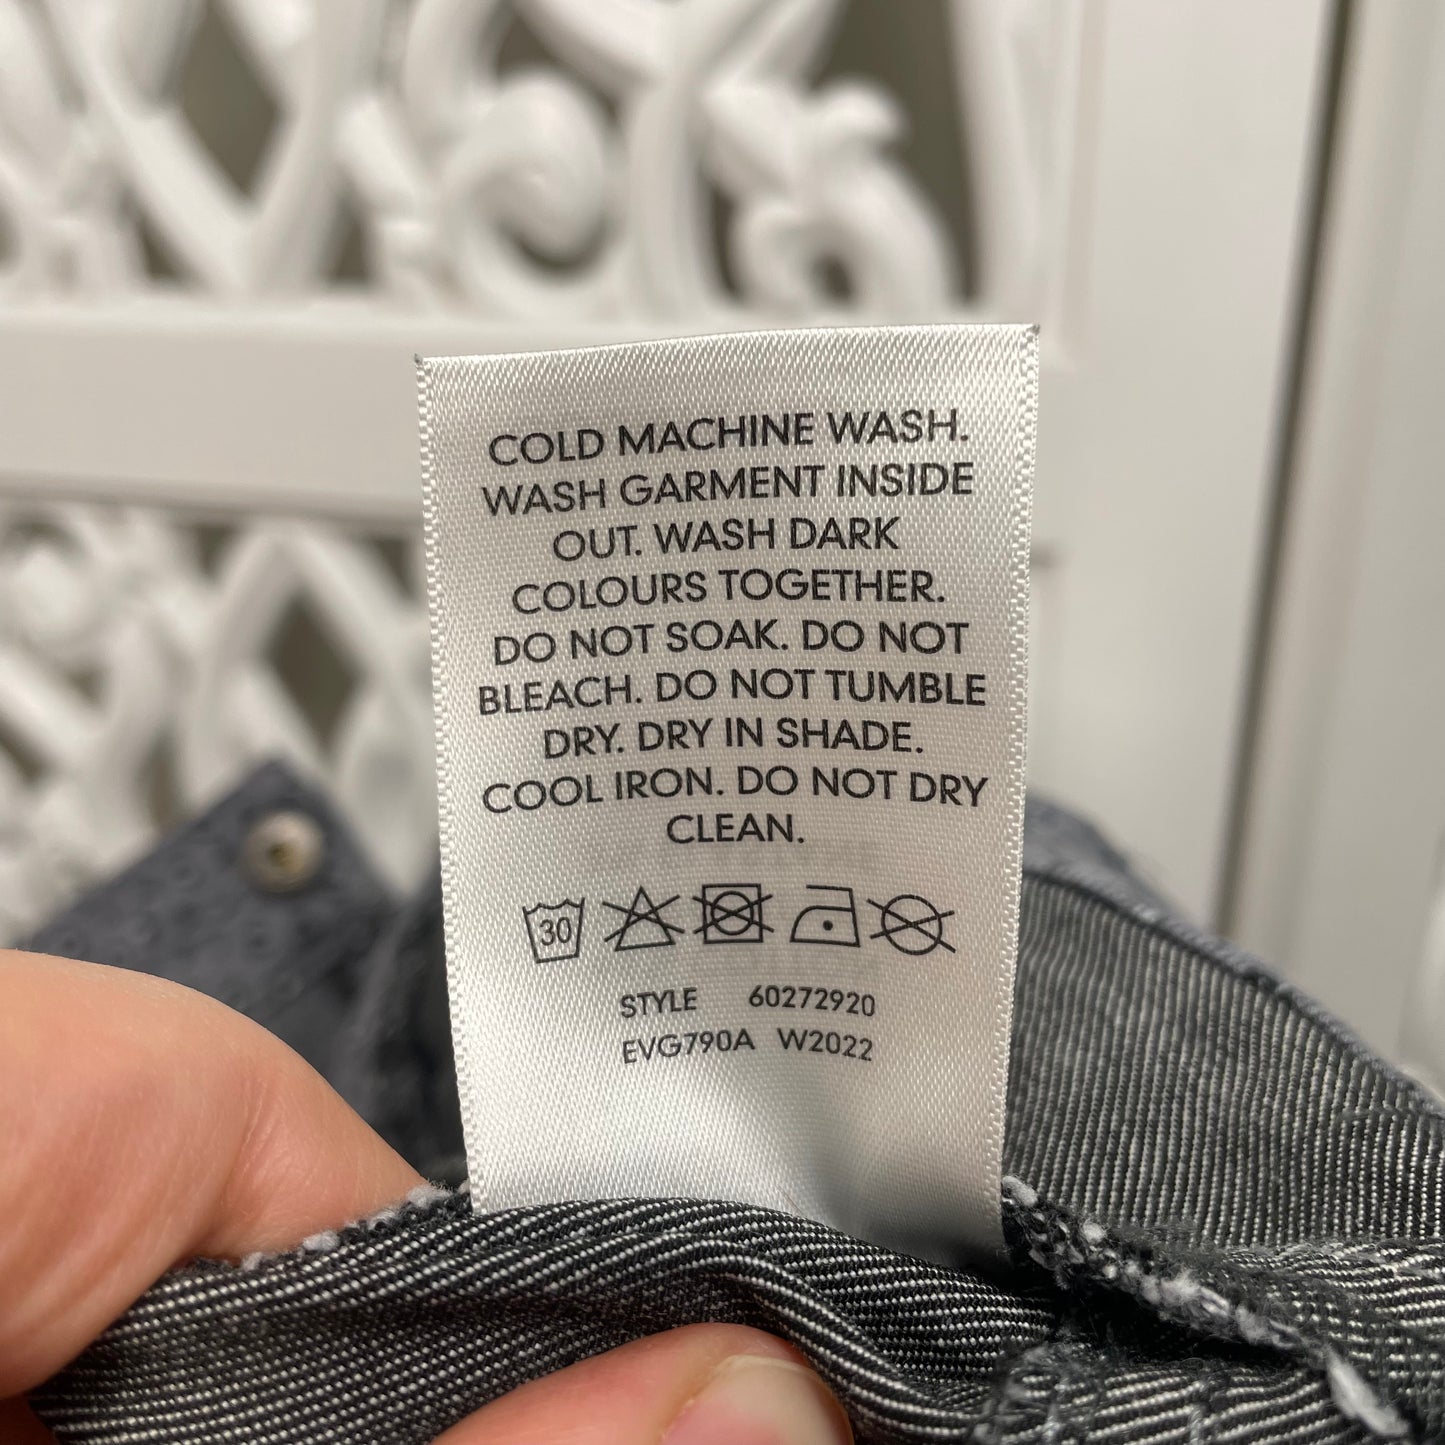 COLD MACHINE WASH.
WASH GARMENT INSIDE
OUT. WASH DARK
COLOURS TOGETHER.
DO NOT SOAK. DO NOT
BLEACH. DO NOT TUMBLE
DRY. DRY IN SHADE.
COOL IRON. DO NOT DRY
CLEAN.
30
STYLE 60272920
EVG790A W2022